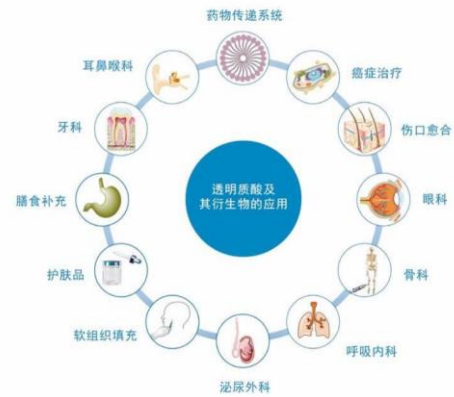 药物传递系统
癌症治疗
伤口愈合
眼科
骨科
呼吸内科
泌尿外科
软组织填充
护肤品
膳食补充
牙科
耳鼻喉科
透明质酸及
其衍生物的应用